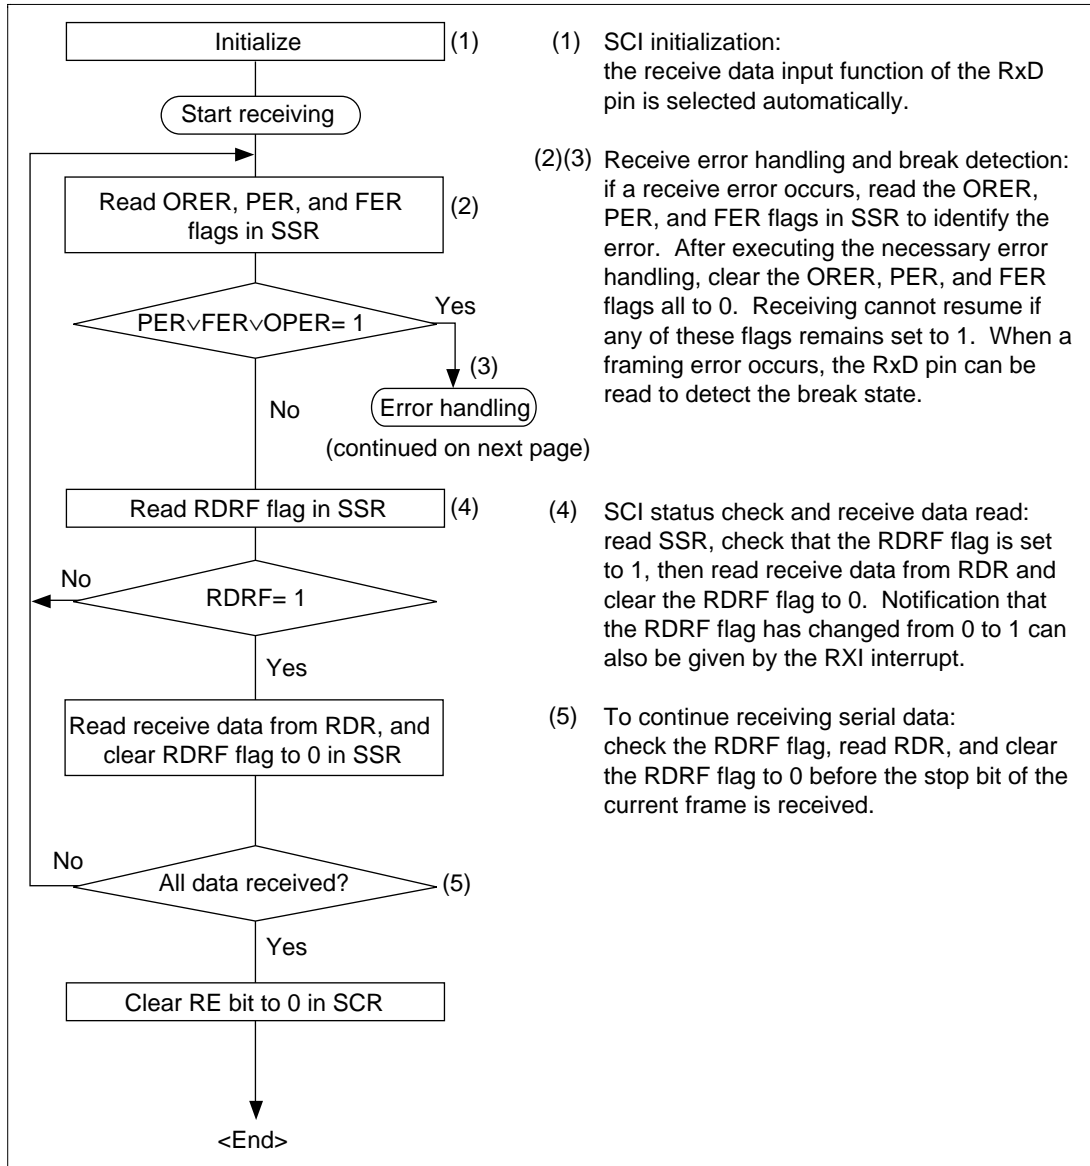 Initialize
(1)
Start receiving
Read ORER, PER, and FER
flags in SSR
(2)
PER∨FER∨OPER= 1
Yes
(3)
Error handling
(continued on next page)
No
Read RDRF flag in SSR
(4)
RDRF= 1
No
Yes
Read receive data from RDR, and
clear RDRF flag to 0 in SSR
All data received?
(5)
No
Yes
Clear RE bit to 0 in SCR
<End>
(1) SCI initialization:
the receive data input function of the RxD
pin is selected automatically.
(2)(3) Receive error handling and break detection:
if a receive error occurs, read the ORER,
PER, and FER flags in SSR to identify the
error. After executing the necessary error
handling, clear the ORER, PER, and FER
flags all to 0. Receiving cannot resume if
any of these flags remains set to 1. When a
framing error occurs, the RxD pin can be
read to detect the break state.
(4) SCI status check and receive data read:
read SSR, check that the RDRF flag is set
to 1, then read receive data from RDR and
clear the RDRF flag to 0. Notification that
the RDRF flag has changed from 0 to 1 can
also be given by the RXI interrupt.
(5) To continue receiving serial data:
check the RDRF flag, read RDR, and clear
the RDRF flag to 0 before the stop bit of the
current frame is received.